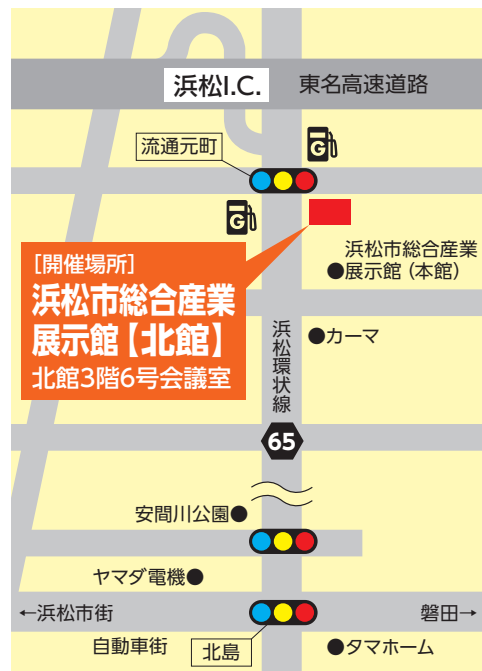 浜松I.C.
東名高速道路
G
流通元町
G
浜松市総合産業
展示館 (本館)
[開催場所]
浜松市総合産業
展示館【北館】
北館3階6号会議室
カーマ
浜松環状線
65
安間川公園
ヤマダ電機
←浜松市街
磐田→
自動車街
北島
タマホーム